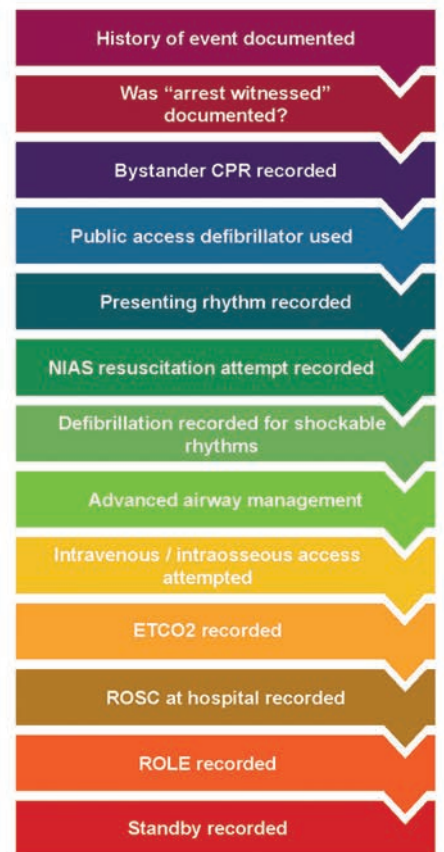 History of event documented
Was “arrest witnessed”
documented?
Bystander CPR recorded
Public access defibrillator used
Presenting rhythm recorded
NIAS resuscitation attempt recorded
Defibrillation recorded for shockable
rhythms
Advanced airway management
Intravenous / intraosseous access
attempted
ETCO2 recorded
ROSC at hospital recorded
ROLE recorded
Standby recorded